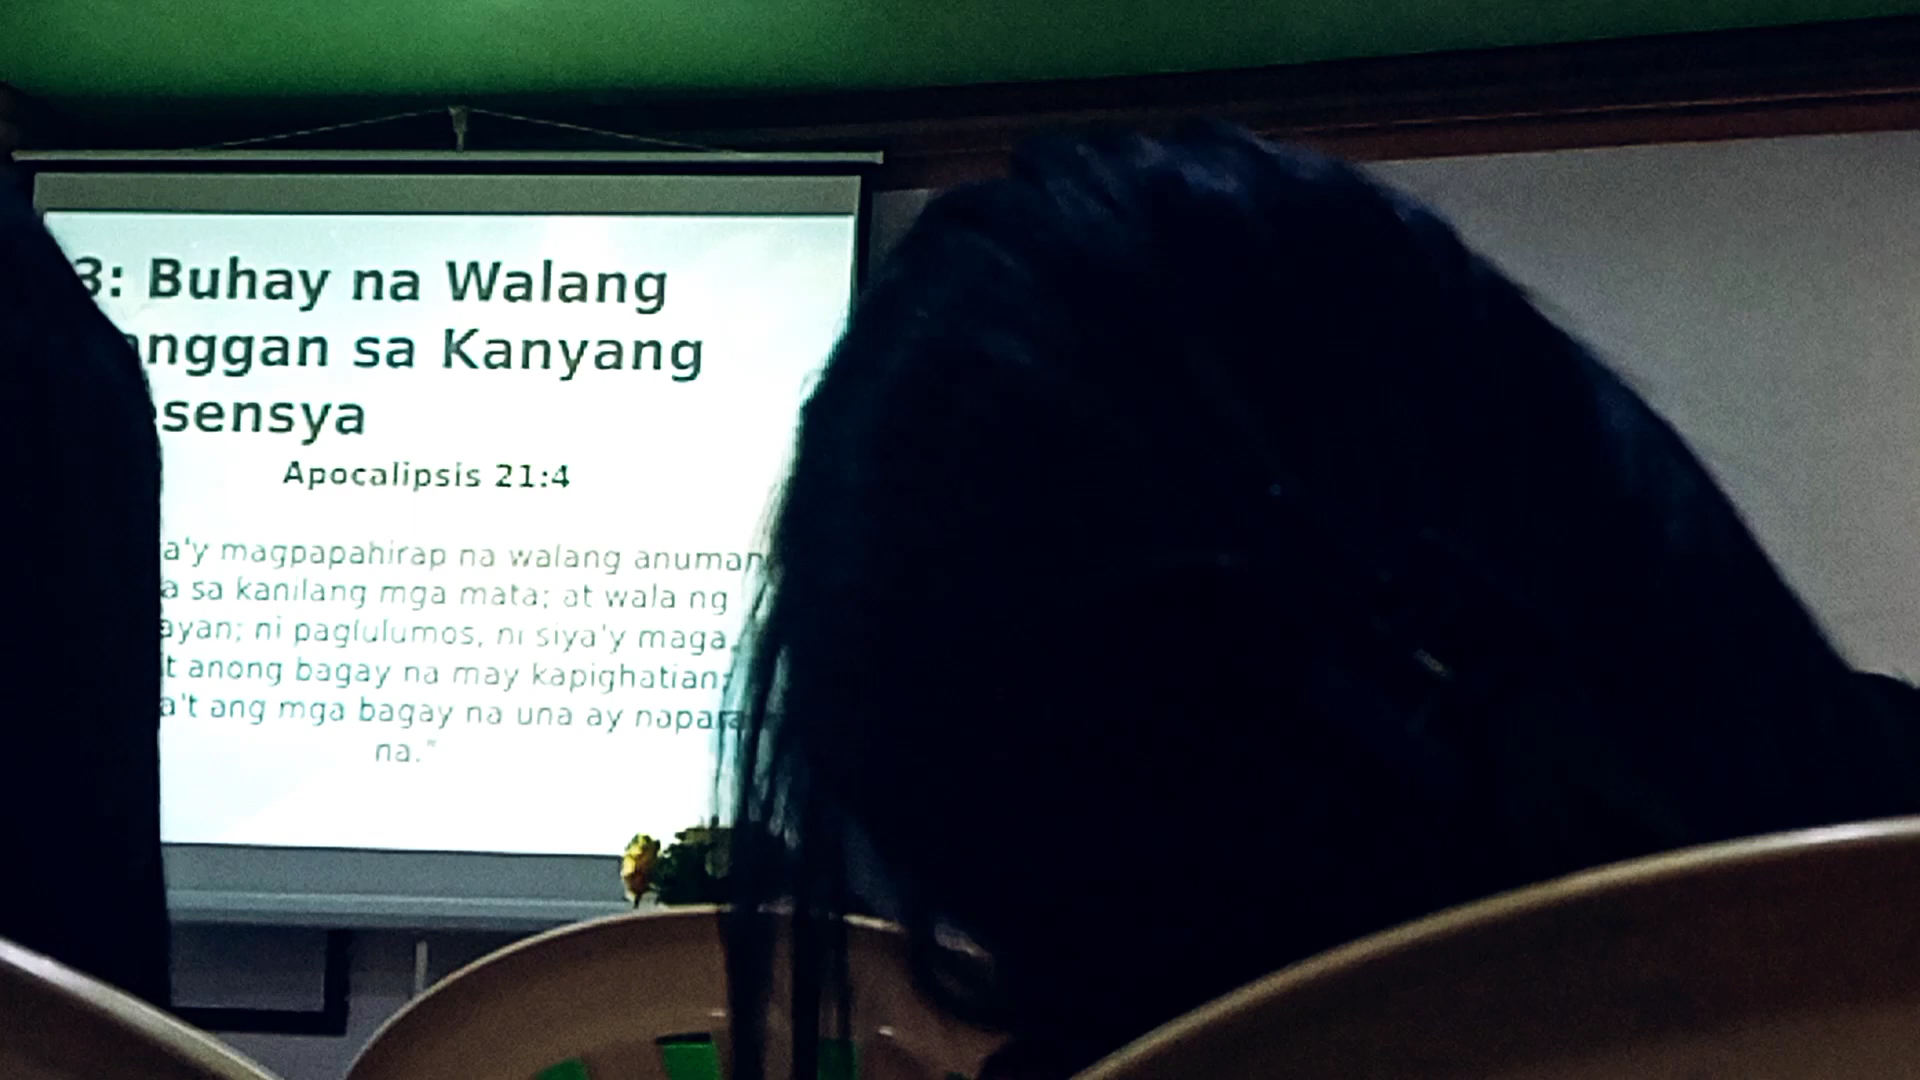 3: Buhay na Walang
anggan sa Kanyang
sensya
Apocalipsis 21:4
a'y magpapahirap na walang anuman
a sa kanilang mga mata; at wala ng
ayan; ni paglulumos, ni siya'y maga
t anong bagay na may kapighatian;
a't ang mga bagay na una ay napara
na."